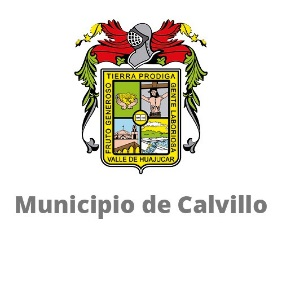 TIERRA PRODIGA
FRUTO GENEROSO
GENTE LABORIOSA
VALLE DE HUAJUCAR
Municipio de Calvillo